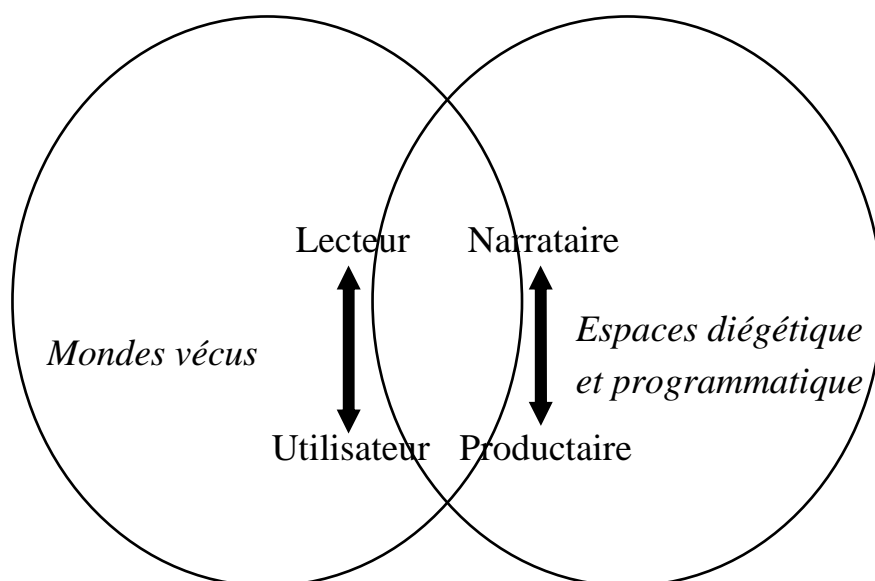 Lecteur
Narrataire
Mondes vécus
Espaces diégétique
et programmatique
Utilisateur
Productaire